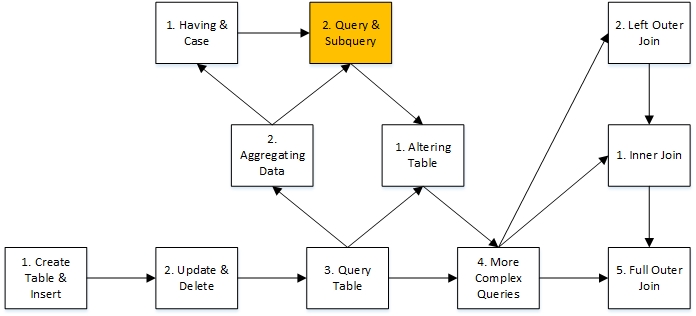 1. Having &
Case
2. Query &
Subquery
2. Left Outer
Join
2.
Aggregating
Data
1. Altering
Table
1. Inner Join
1. Create
Table &
Insert
2. Update &
Delete
3. Query
Table
4. More
Complex
Queries
5. Full Outer
Join